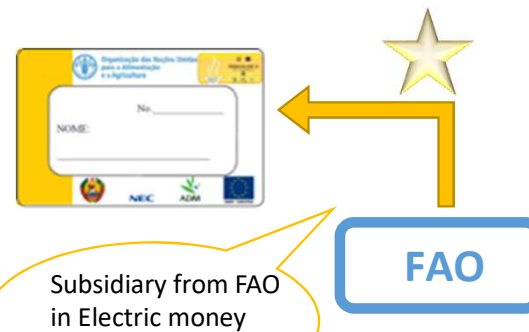 Organização das Nações Unidas
para a Alimentação
e a Agricultura
No.
NOME:
NEC
ADM
FAO
Subsidiary from FAO
in Electric money